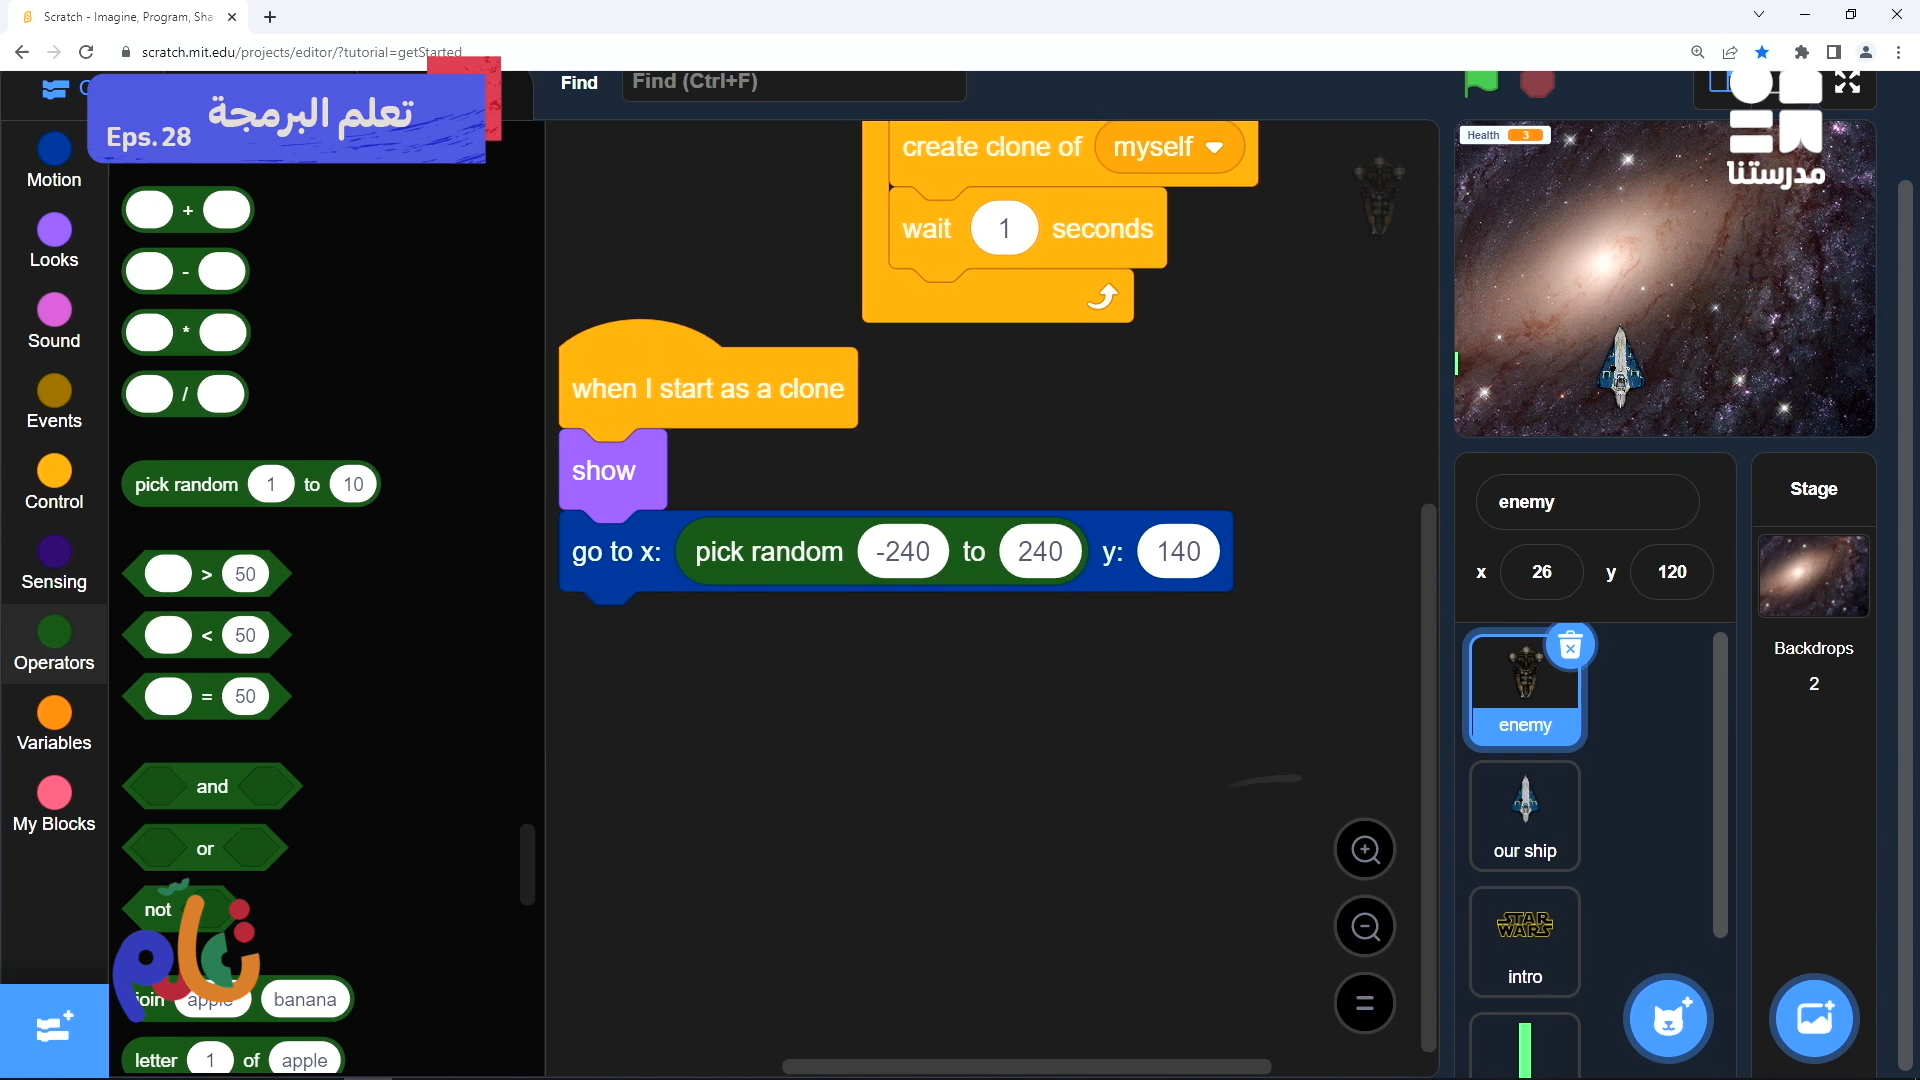 Scratch - Imagine, Program, Sha
scratch.mit.edu/projects/editor/?tutorial=getStarted
تعلم البرمجة
Eps. 28
Find
Find (Ctrl+F)
Motion
Looks
Sound
Events
Control
Sensing
Operators
Variables
My Blocks
+
-
*
/
pick random 1 to 10
> 50
< 50
= 50
and
or
not
join apple banana
letter 1 of apple
create clone of myself
wait 1 seconds
when I start as a clone
show
go to x: pick random -240 to 240 y: 140
Health 3
مدرستنا
enemy
x 26 y 120
enemy
our ship
STAR WARS
intro
Stage
Backdrops
2